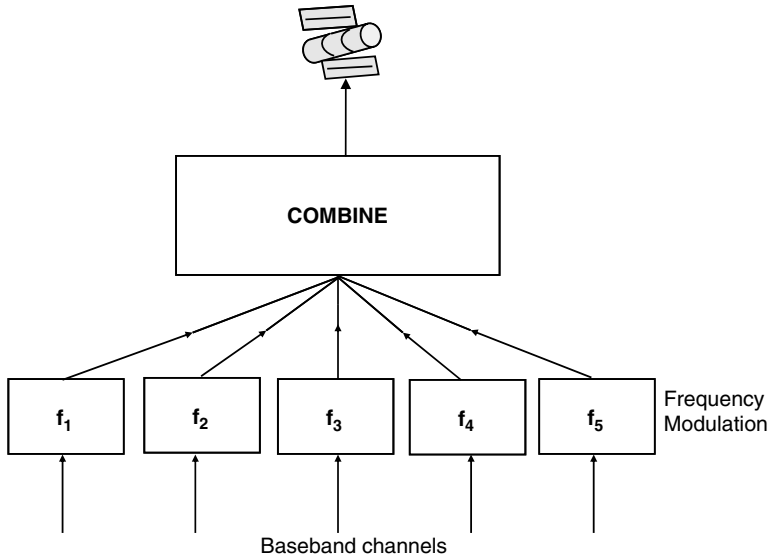 COMBINE
f₁ f₂ f₃ f₄ f₅
Frequency
Modulation
Baseband channels